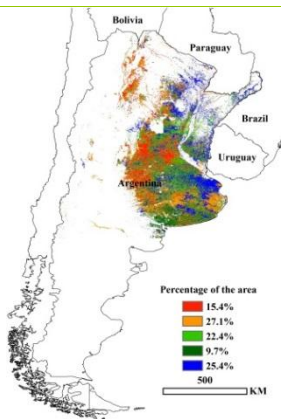 Bolivia
Paraguay
Brazil
Uruguay
Argentina
Percentage of the area
15.4%
27.1%
22.4%
9.7%
25.4%
500
KM